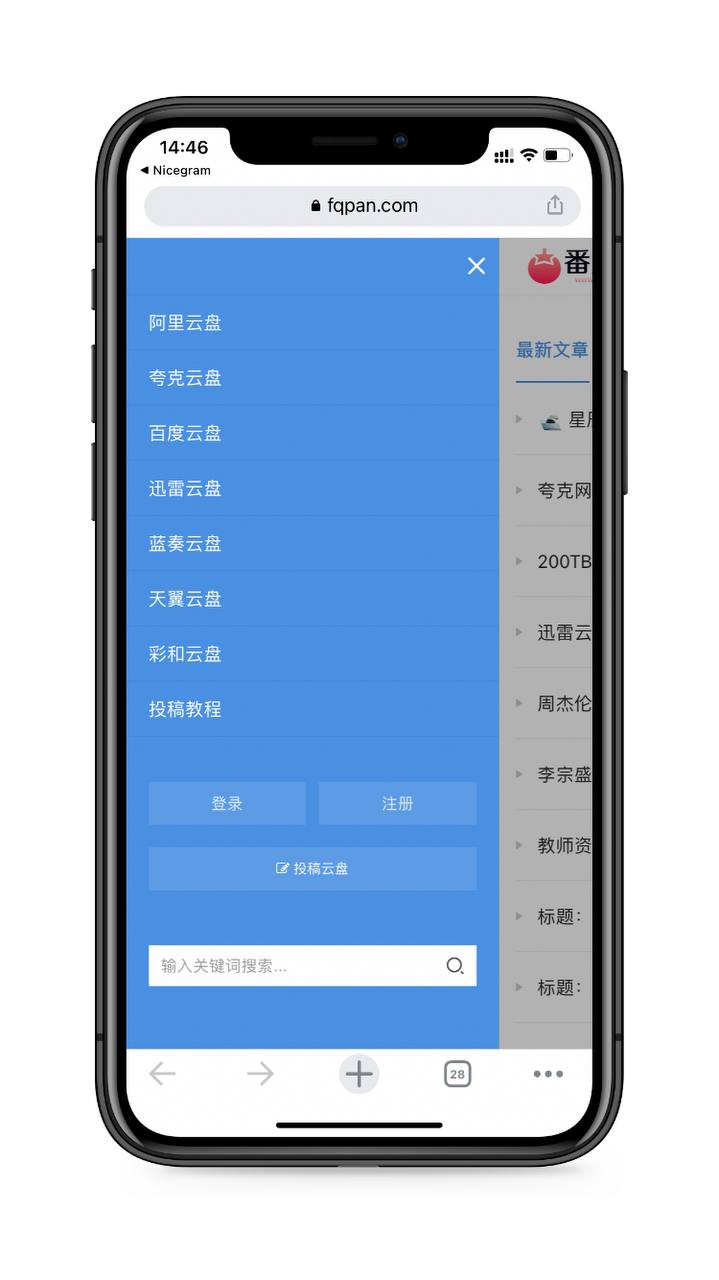 14:46
Nicegram
fqpan.com
番
最新文章
阿里云盘
夸克云盘
百度云盘
迅雷云盘
蓝奏云盘
天翼云盘
彩和云盘
投稿教程
登录
注册
投稿云盘
输入关键词搜索...
星
夸克网
200TB
迅雷云
周杰伦
李宗盛
教师资
标题：
标题：
28